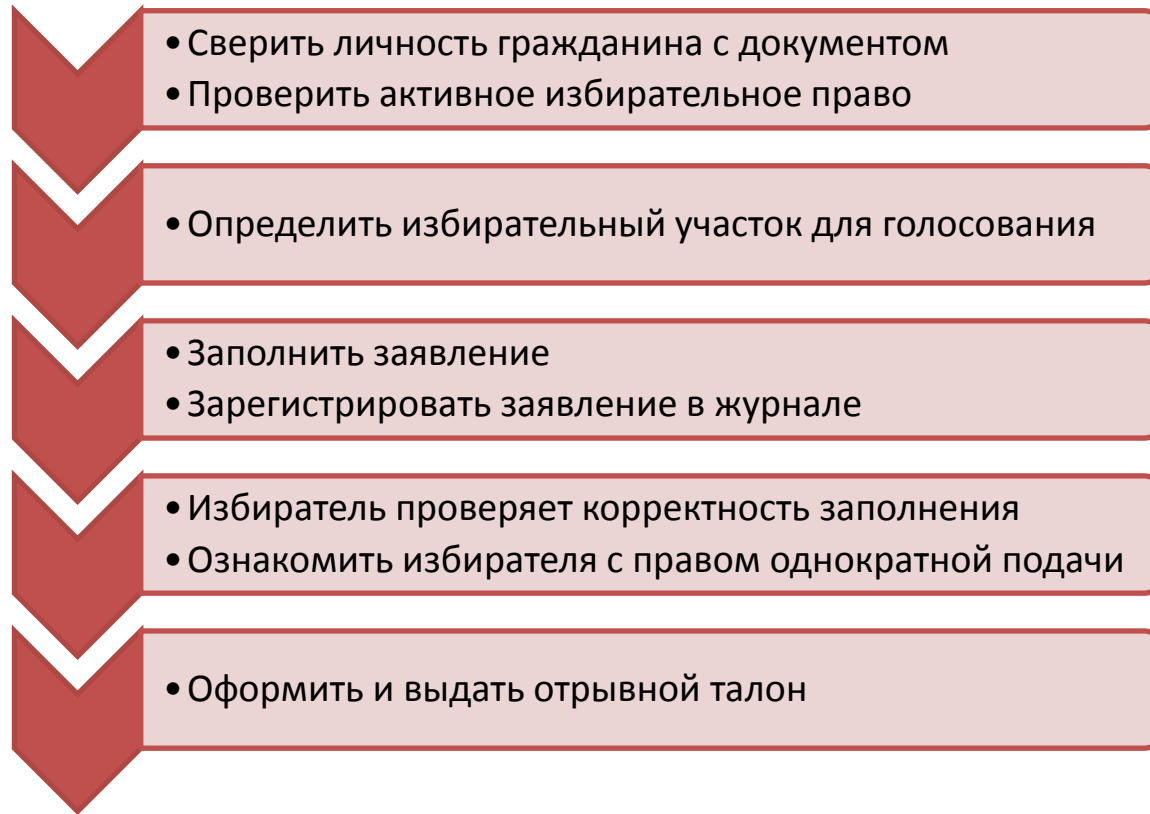 • Сверить личность гражданина с документом
• Проверить активное избирательное право
• Определить избирательный участок для голосования
• Заполнить заявление
• Зарегистрировать заявление в журнале
• Избиратель проверяет корректность заполнения
• Ознакомить избирателя с правом однократной подачи
• Оформить и выдать отрывной талон